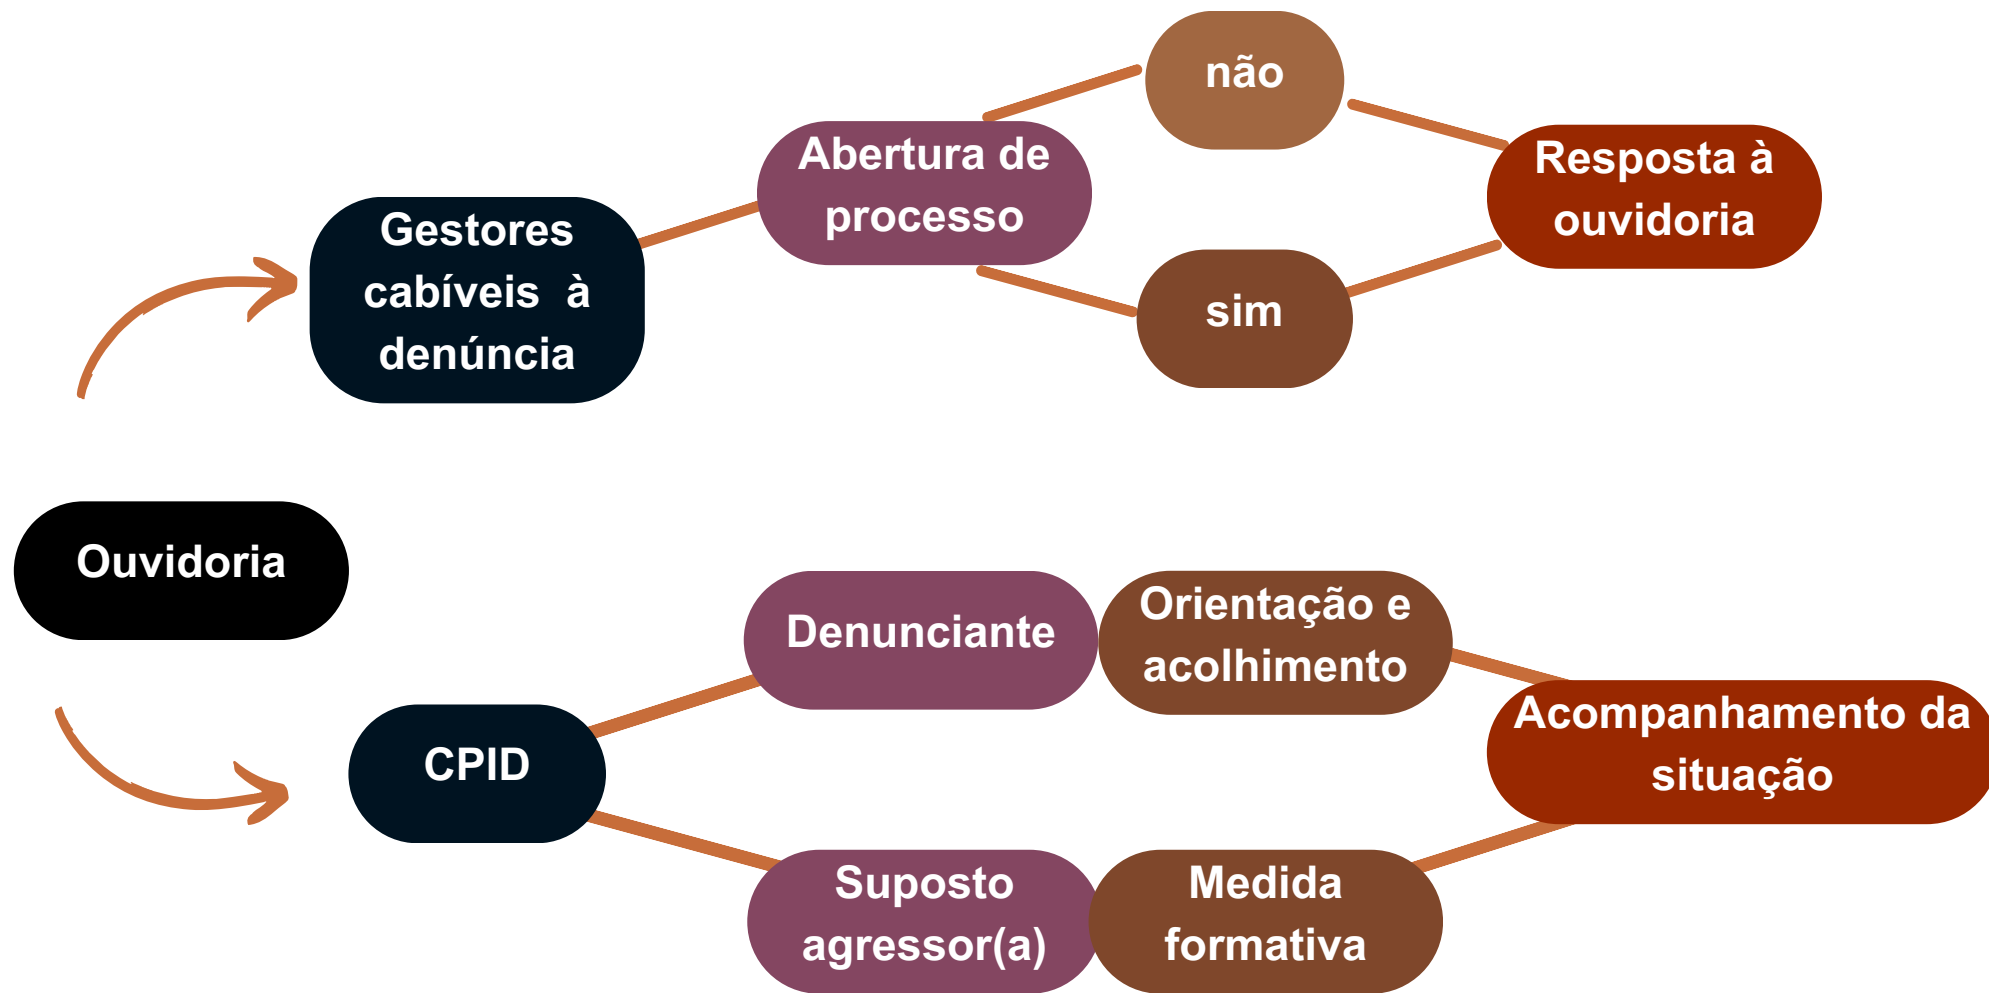 Ouvidoria
Gestores
cabíveis à
denúncia
Abertura de
processo
não
sim
Resposta à
ouvidoria
CPID
Denunciante
Orientação e
acolhimento
Suposto
agressor(a)
Medida
formativa
Acompanhamento da
situação